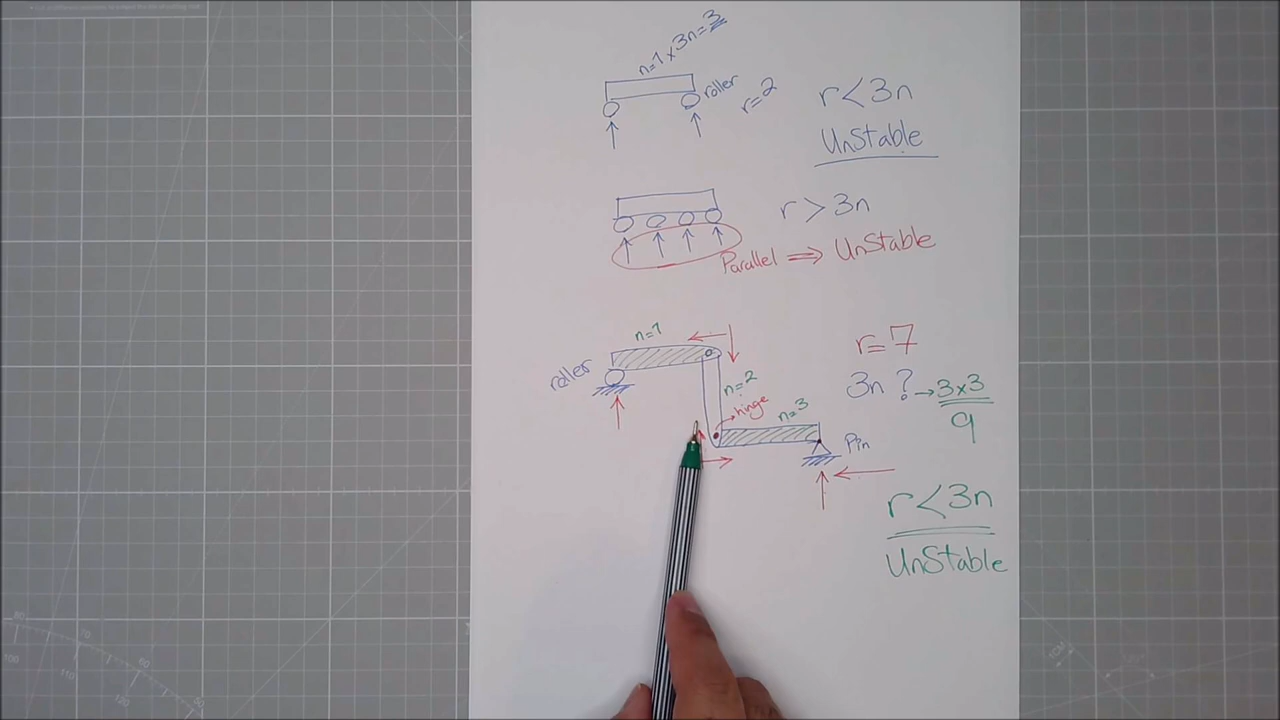 n=1 x 3n=3
roller
r=2
r<3n
UnStable
r>3n
Parallel ⟹ UnStable
n=1
roller
n=2
hinge
n=3
Pin
r=7
3n ? → 3x3
9
r<3n
UnStable